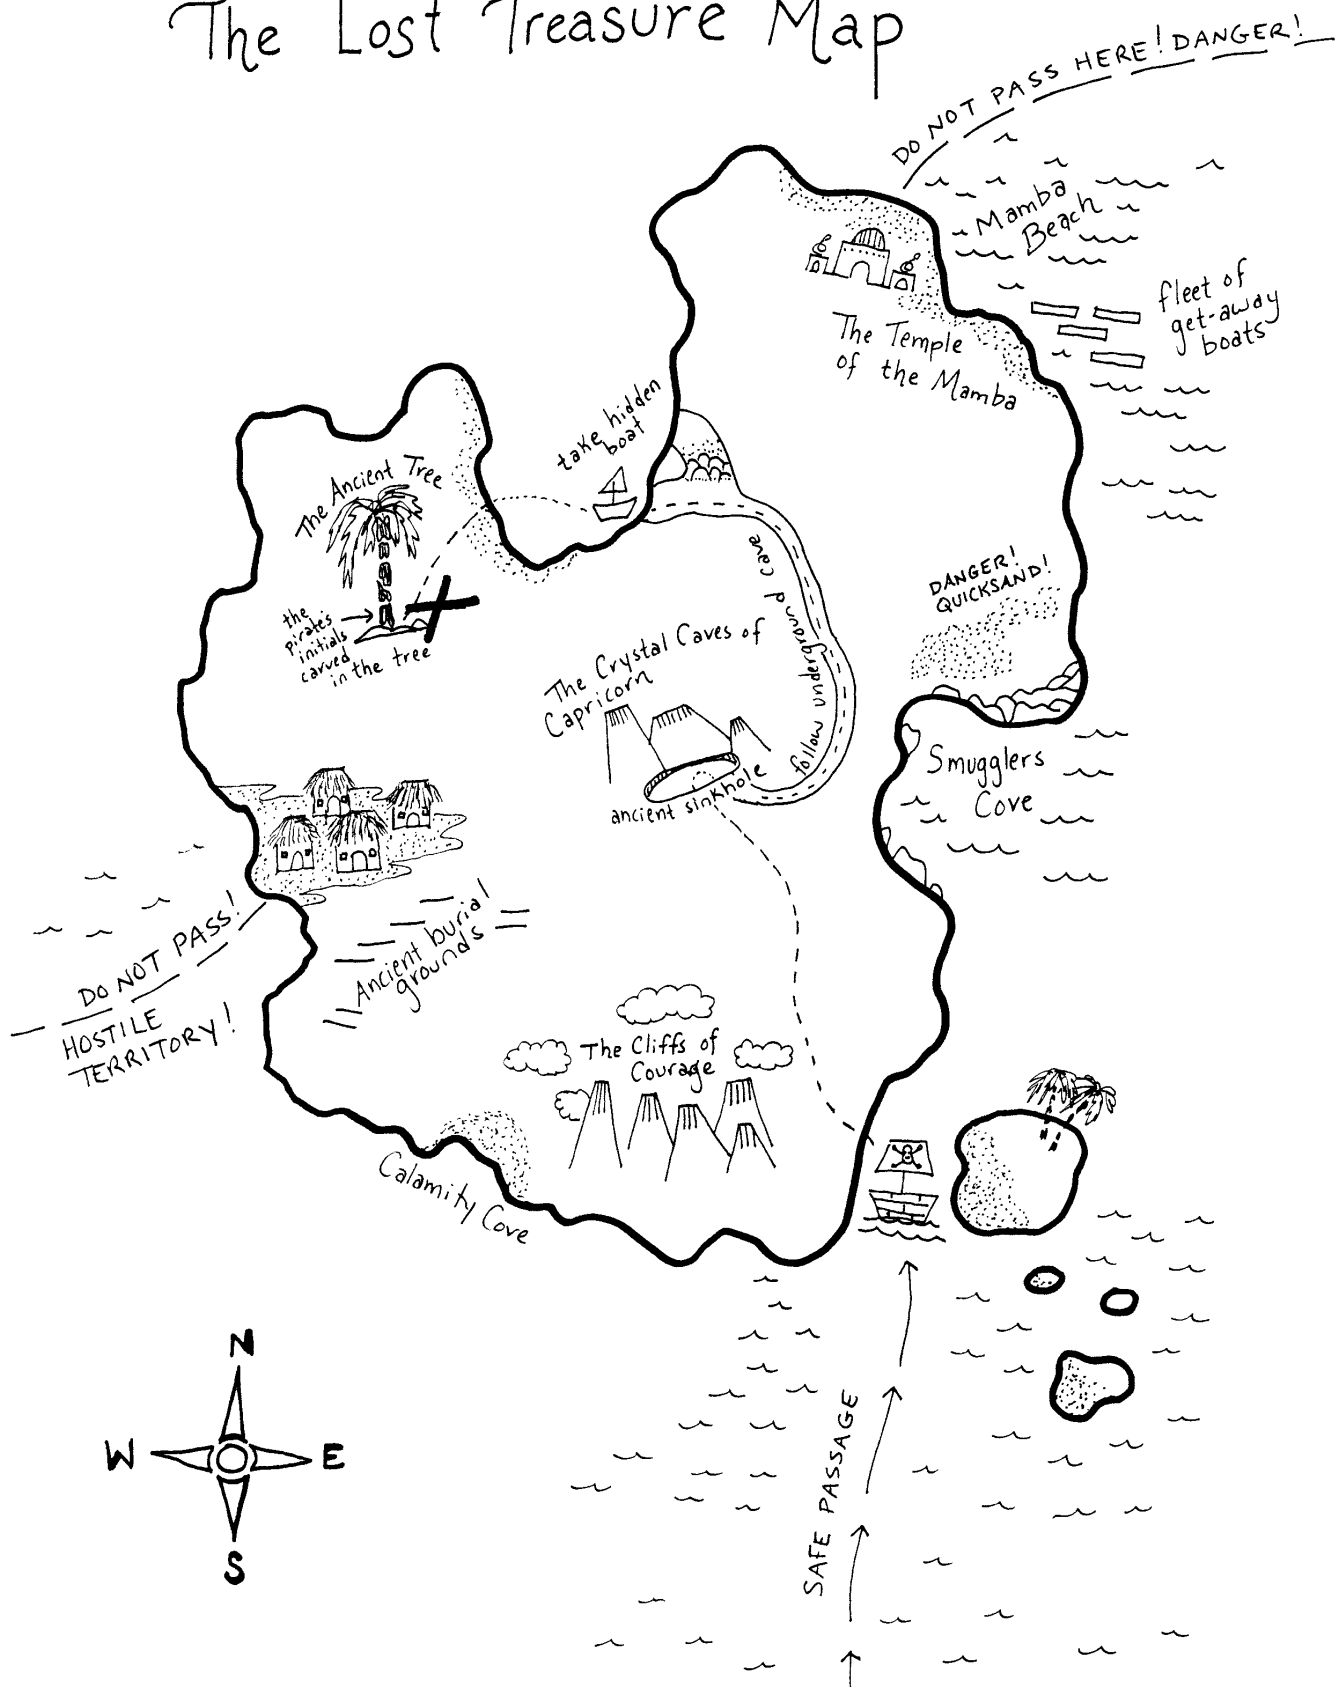 The Lost Treasure Map
DO NOT PASS HERE! DANGER!
Mamba
Beach
fleet of
get-away
boats
The Temple
of the Mamba
take hidden
boat
The Ancient Tree
the
pirate's
initials
carved
in the tree
DANGER!
QUICKSAND!
follow underground cave
The Crystal Caves of
Capricorn
ancient sinkhole
Smugglers
Cove
DO NOT PASS!
HOSTILE
TERRITORY!
Ancient burial
grounds
The Cliffs of
Courage
Calamity Cove
SAFE PASSAGE
N
W
E
S